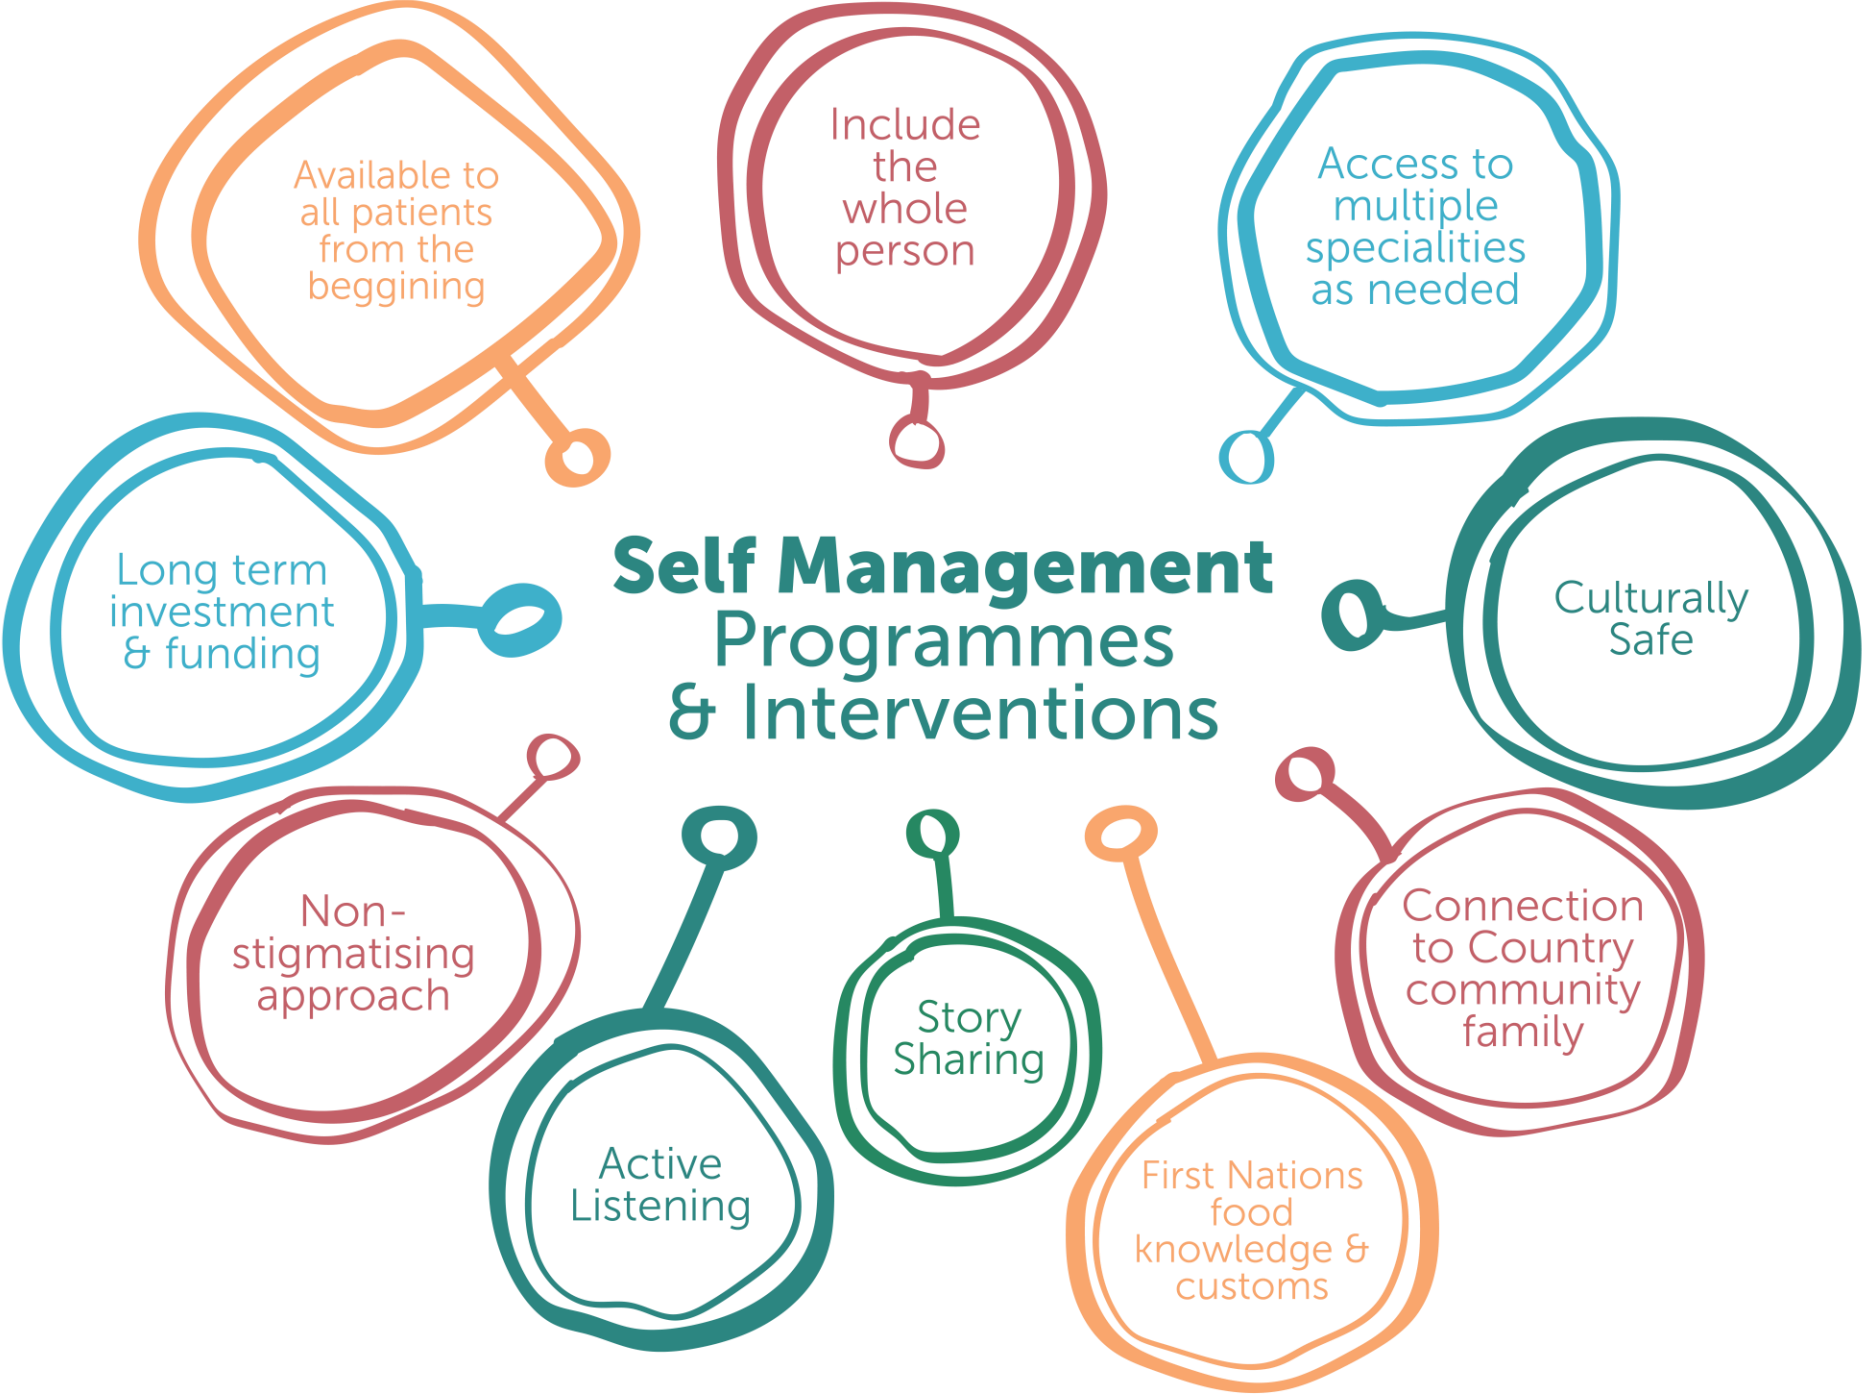 Available to
all patients
from the
beggining
Include
the
whole
person
Access to
multiple
specialities
as needed
Long term
investment
& funding
Self Management
Programmes
& Interventions
Culturally
Safe
Non-
stigmatising
approach
Active
Listening
Story
Sharing
First Nations
food
knowledge &
customs
Connection
to Country
community
family